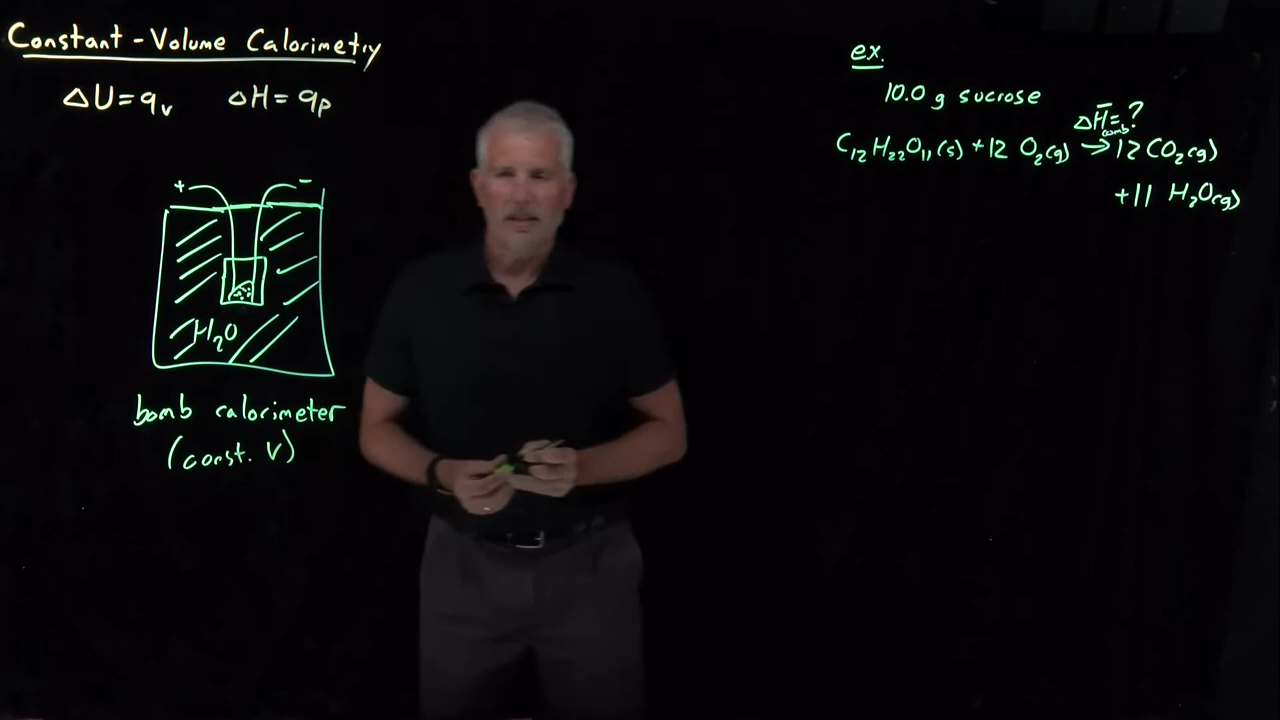 Constant-Volume Calorimetry
ΔU = qᵥ ΔH = qₚ
+ −
H₂O
bomb calorimeter
(const. V)
ex.
10.0 g sucrose
ΔH̅comb = ?
C₁₂H₂₂O₁₁(s) + 12 O₂(g) → 12 CO₂(g)
+ 11 H₂O(g)